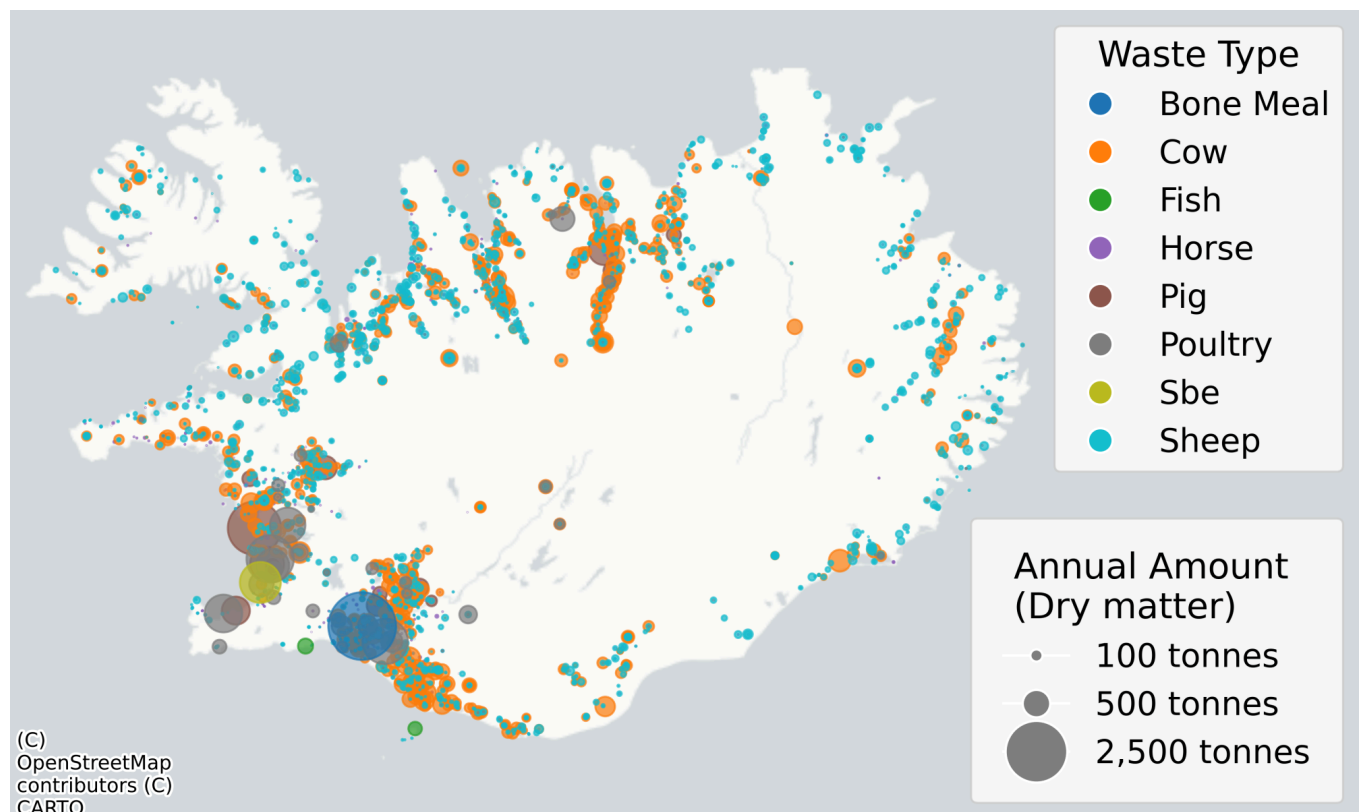 Waste Type
Bone Meal
Cow
Fish
Horse
Pig
Poultry
Sbe
Sheep
Annual Amount
(Dry matter)
100 tonnes
500 tonnes
2,500 tonnes
(C)
OpenStreetMap
contributors (C)
CARTO